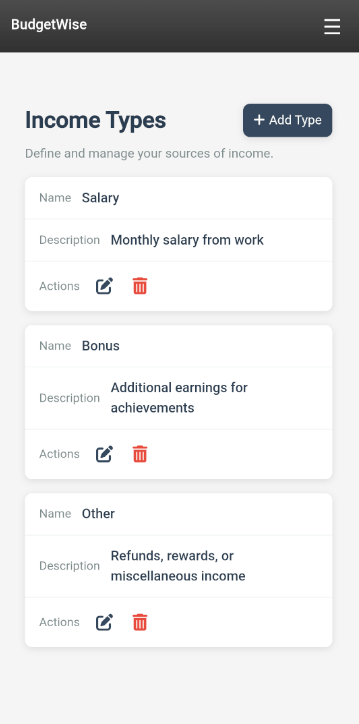 BudgetWise
Income Types
+ Add Type
Define and manage your sources of income.
Name Salary
Description Monthly salary from work
Actions
Name Bonus
Description Additional earnings for
achievements
Actions
Name Other
Description Refunds, rewards, or
miscellaneous income
Actions